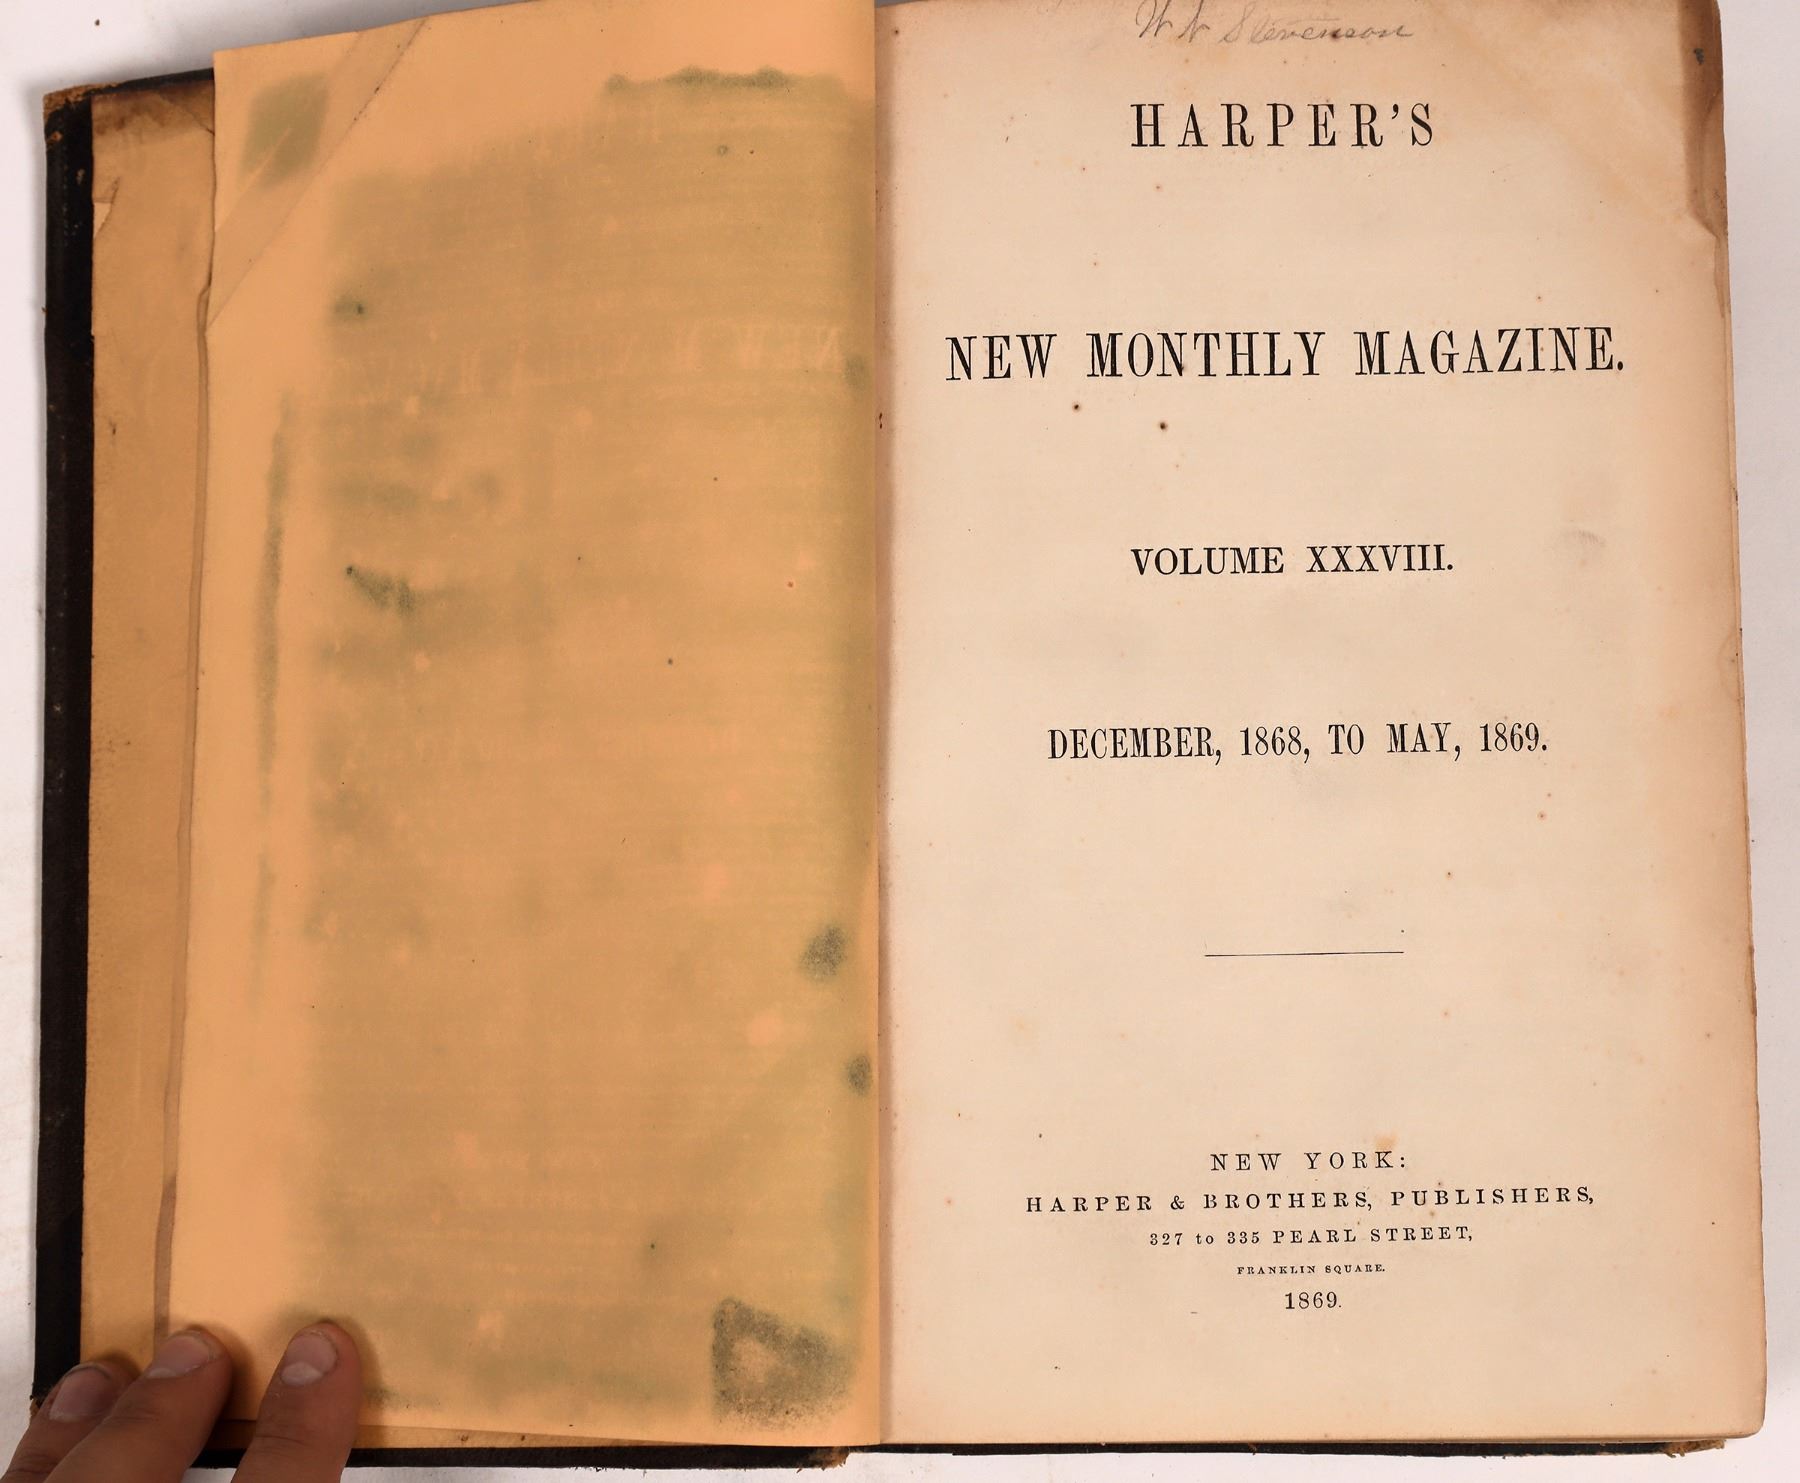 W N Stevenson
HARPER'S
NEW MONTHLY MAGAZINE.
VOLUME XXXVIII.
DECEMBER, 1868, TO MAY, 1869.
NEW YORK:
HARPER & BROTHERS, PUBLISHERS,
327 to 335 PEARL STREET,
FRANKLIN SQUARE.
1869.